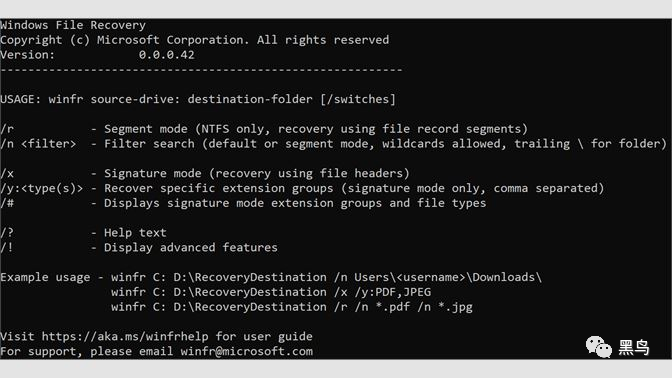 Windows File Recovery
Copyright (c) Microsoft Corporation. All rights reserved
Version:            0.0.0.42
----------------------------------------------------------
USAGE: winfr source-drive: destination-folder [/switches]
/r           - Segment mode (NTFS only, recovery using file record segments)
/n <filter>  - Filter search (default or segment mode, wildcards allowed, trailing \ for folder)
/x           - Signature mode (recovery using file headers)
/y:<type(s)> - Recover specific extension groups (signature mode only, comma separated)
/#           - Displays signature mode extension groups and file types
/?           - Help text
/!           - Display advanced features
Example usage - winfr C: D:\RecoveryDestination /n Users\<username>\Downloads\
winfr C: D:\RecoveryDestination /x /y:PDF,JPEG
winfr C: D:\RecoveryDestination /r /n *.pdf /n *.jpg
Visit https://aka.ms/winfrhelp for user guide
For support, please email winfr@microsoft.com
黑鸟